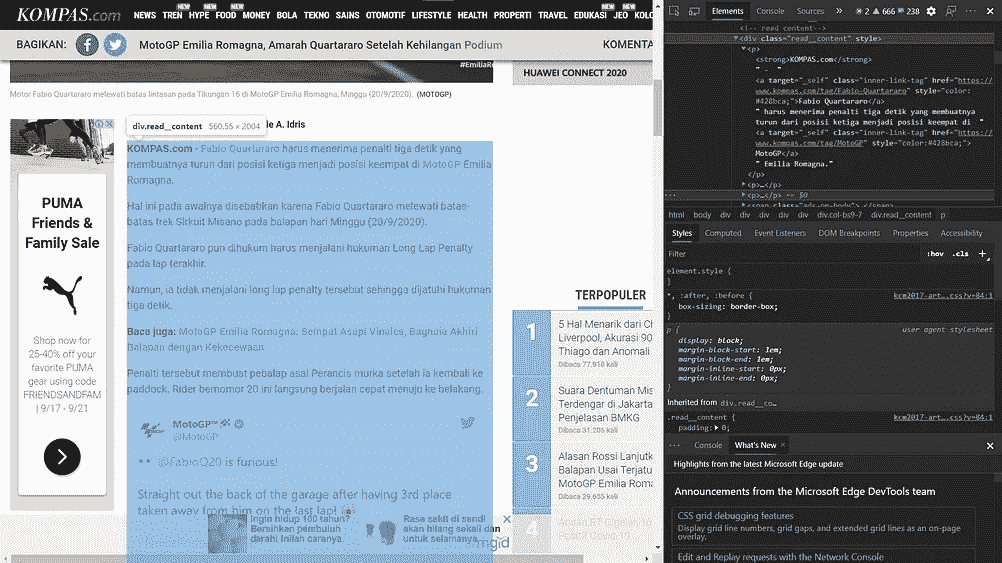 KOMPAS.com
NEWS NEW TREN NEW HYPE NEW FOOD MONEY BOLA TEKNO SAINS OTOMOTIF LIFESTYLE HEALTH PROPERTI TRAVEL NEW EDUKASI NEW JEO KOLO
BAGIKAN:
MotoGP Emilia Romagna, Amarah Quartararo Setelah Kehilangan Podium
KOMENTA
#EmiliaRo
Motor Fabio Quartararo melewati batas lintasan pada Tikungan 16 di MotoGP Emilia Romagna, Minggu (20/9/2020). (MOTOGP)
HUAWEI CONNECT 2020
div.read__content 560.55 × 2004
ie A. Idris
KOMPAS.com - Fabio Quartararo harus menerima penalti tiga detik yang
membuatnya turun dari posisi ketiga menjadi posisi keempat di MotoGP Emilia
Romagna.
Hal ini pada awalnya disebabkan karena Fabio Quartararo melewati batas-
batas trek Sirkuit Misano pada balapan hari Minggu (20/9/2020).
Fabio Quartararo pun dihukum harus menjalani hukuman Long Lap Penalty
pada lap terakhir.
Namun, ia tidak menjalani long lap penalty tersebut sehingga dijatuhi hukuman
tiga detik.
Baca juga: MotoGP Emilia Romagna: Sempat Asapi Vinales, Bagnaia Akhiri
Balapan dengan Kekecewaan
Penalti tersebut membuat pebalap asal Perancis murka setelah ia kembali ke
paddock. Rider bernomor 20 ini langsung berjalan cepat menuju ke belakang.
MotoGP™
@MotoGP
@FabioQ20 is furious!
Straight out the back of the garage after having 3rd place
taken away from him on the last lap!
PUMA
Friends &
Family Sale
PUMA
Shop now for
25-40% off your
favorite PUMA
gear using code
FRIENDSANDFAM
| 9/17 - 9/21
Ingin hidup 100 tahun?
Bersihkan pembuluh
darah! Inilah caranya.
Rasa sakit di sendi
akan hilang sekali dan
untuk selamanya.
mgid
TERPOPULER
1
5 Hal Menarik dari Ch
Liverpool, Akurasi 90
Thiago dan Anomali
Dibaca 77.918 kali
2
Suara Dentuman Mis
Terdengar di Jakarta
Penjelasan BMKG
Dibaca 31.206 kali
3
Alasan Rossi Lanjutk
Balapan Usai Terjatu
MotoGP Emilia Roma
Dibaca 29.655 kali
4
Positif Covid-19
Elements Console Sources » 2 666 238
<!-- read content-->
<div class="read__content" style>
<p>
<strong>KOMPAS.com</strong>
" - "
<a target="_self" class="inner-link-tag" href="https://
www.kompas.com/tag/Fabio-Quartararo" style="color:
#428bca;">Fabio Quartararo</a>
" harus menerima penalti tiga detik yang membuatnya
turun dari posisi ketiga menjadi posisi keempat di "
<a target="_self" class="inner-link-tag" href="https://
www.kompas.com/tag/MotoGP" style="color:#428bca;">
MotoGP</a>
" Emilia Romagna."
</p>
<p>…</p>
<p>…</p> == $0
<span class="ads-on-body"> </span>
html body div div div div div div.col-bs9-7 div.read__content p
Styles Computed Event Listeners DOM Breakpoints Properties Accessibility
Filter :hov .cls +
element.style {
}
*, :after, :before { kcm2017-art….css?v=84:1
box-sizing: border-box;
}
p { user agent stylesheet
display: block;
margin-block-start: 1em;
margin-block-end: 1em;
margin-inline-start: 0px;
margin-inline-end: 0px;
}
Inherited from div.read__co…
.read__content { kcm2017-art….css?v=84:1
padding: 0;
Console What's New ×
Highlights from the latest Microsoft Edge update
Announcements from the Microsoft Edge DevTools team
CSS grid debugging features
Display grid line numbers, grid gaps, and extended grid lines as an on-page
overlay.
Edit and Replay requests with the Network Console